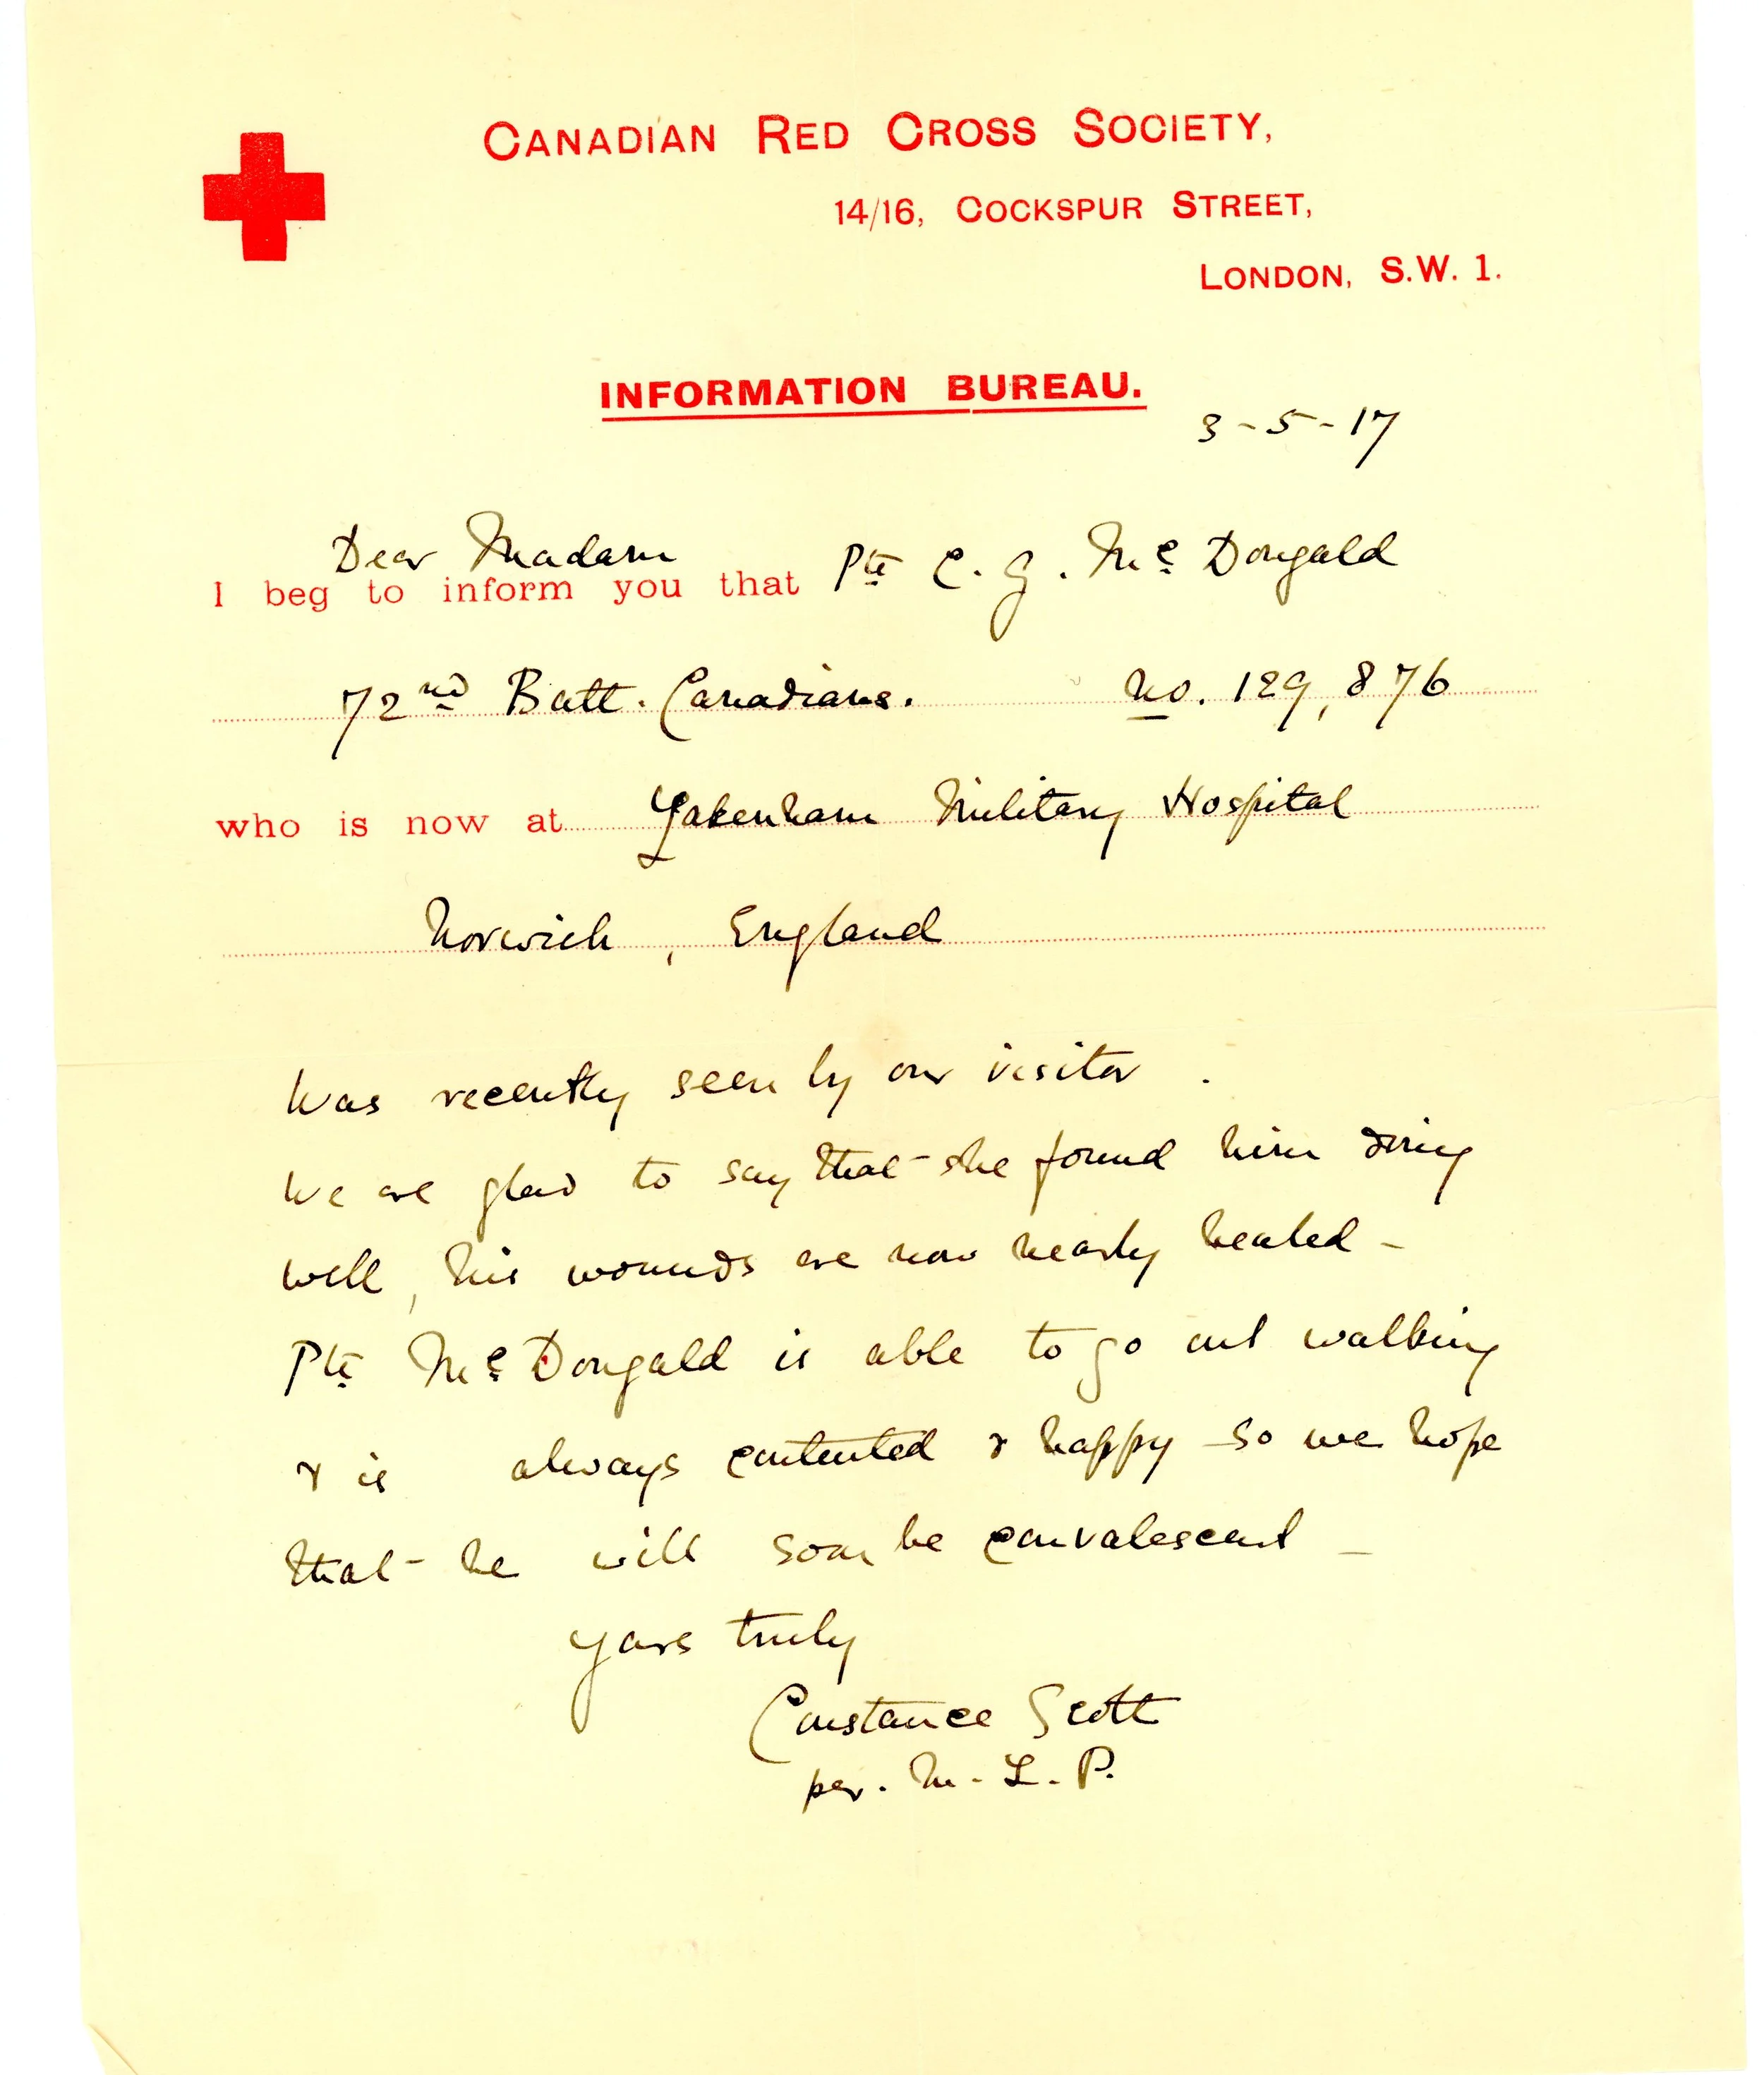 CANADIAN RED CROSS SOCIETY,
14/16, COCKSPUR STREET,
LONDON, S.W. 1.
INFORMATION BUREAU.
3-5-17
Dear Madam
I beg to inform you that Pte C. G. McDougald
72nd Batt. Canadians. No. 129,876
who is now at Yakenham Military Hospital
Norwich, England
Was recently seen by our visitor.
We are glad to say that she found him doing
well, his wounds are now nearly healed -
Pte McDougald is able to go out walking
& is always contented & happy so we hope
that he will soon be convalescent -
Yours truly
Constance Scott
per. M. L. P.